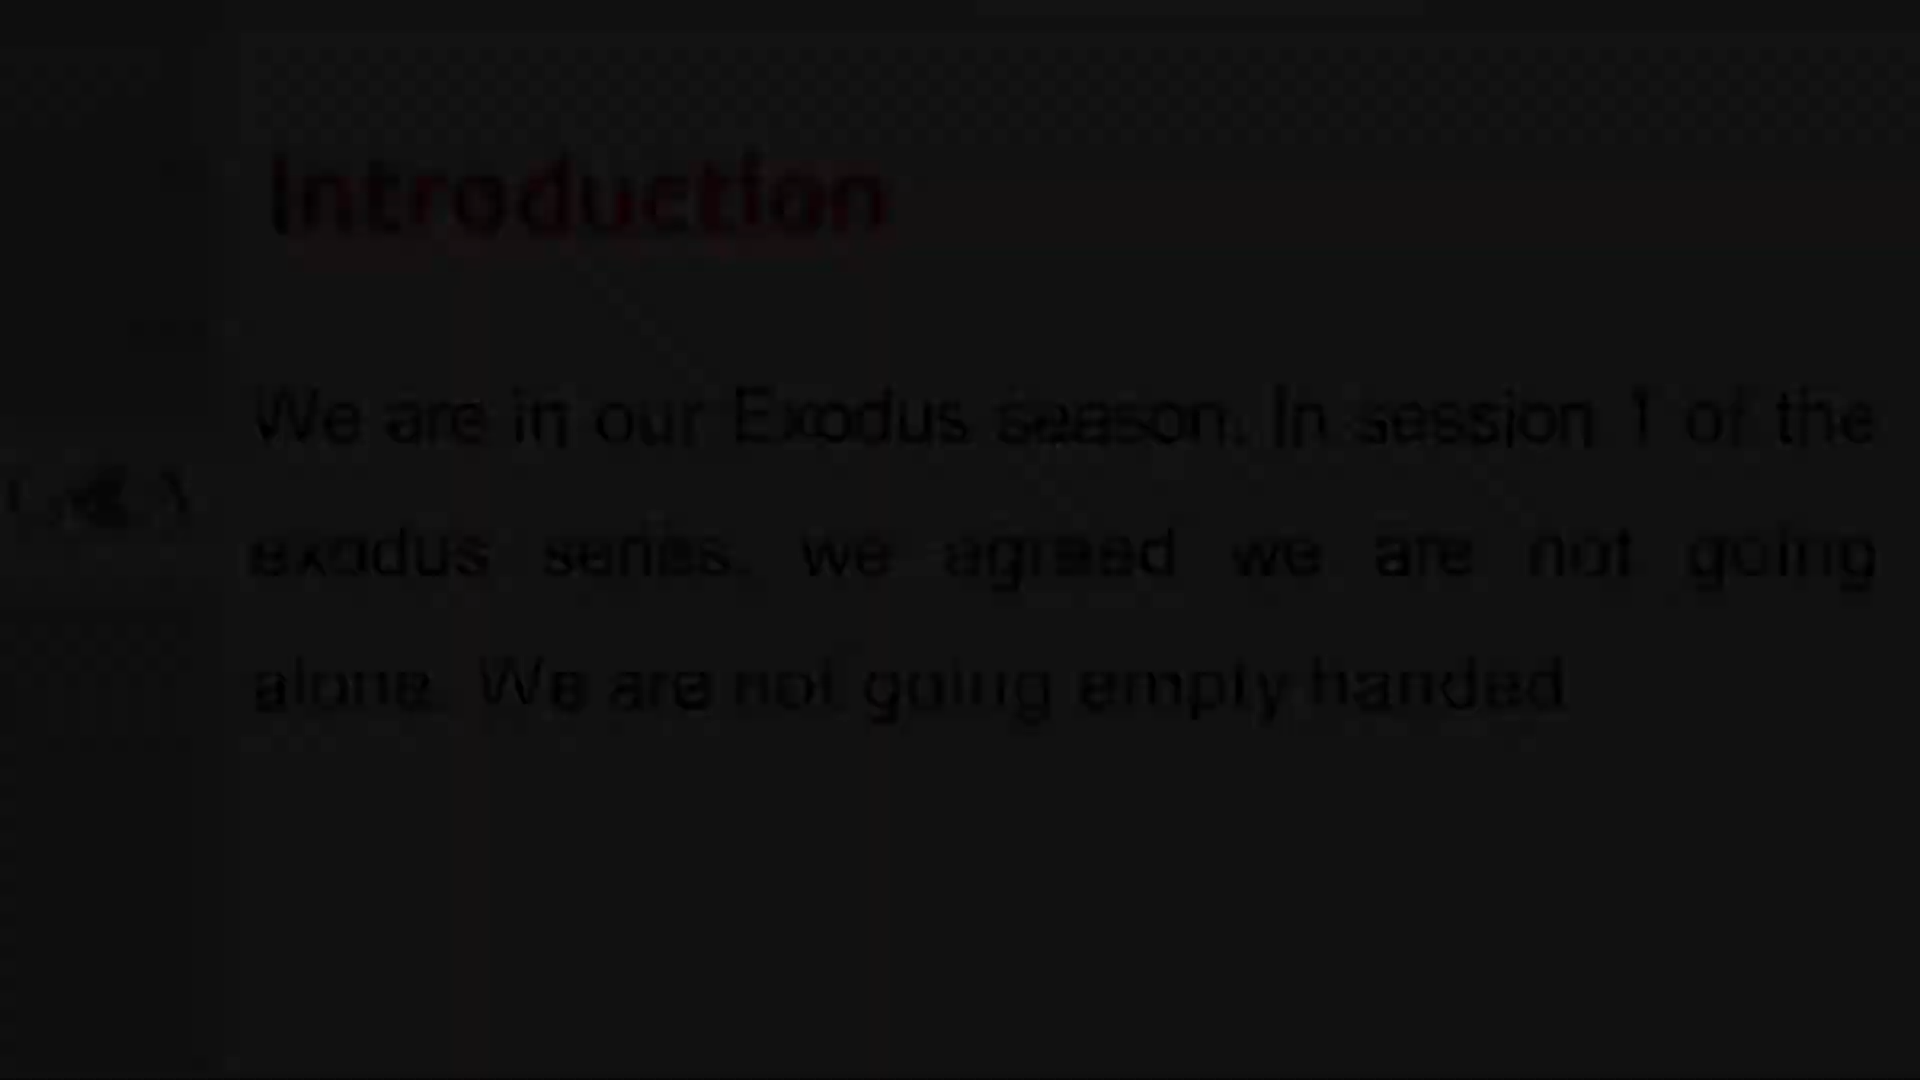 Introduction
We are in our Exodus season. In session 1 of the
exodus series, we agreed we are not going
alone. We are not going empty handed